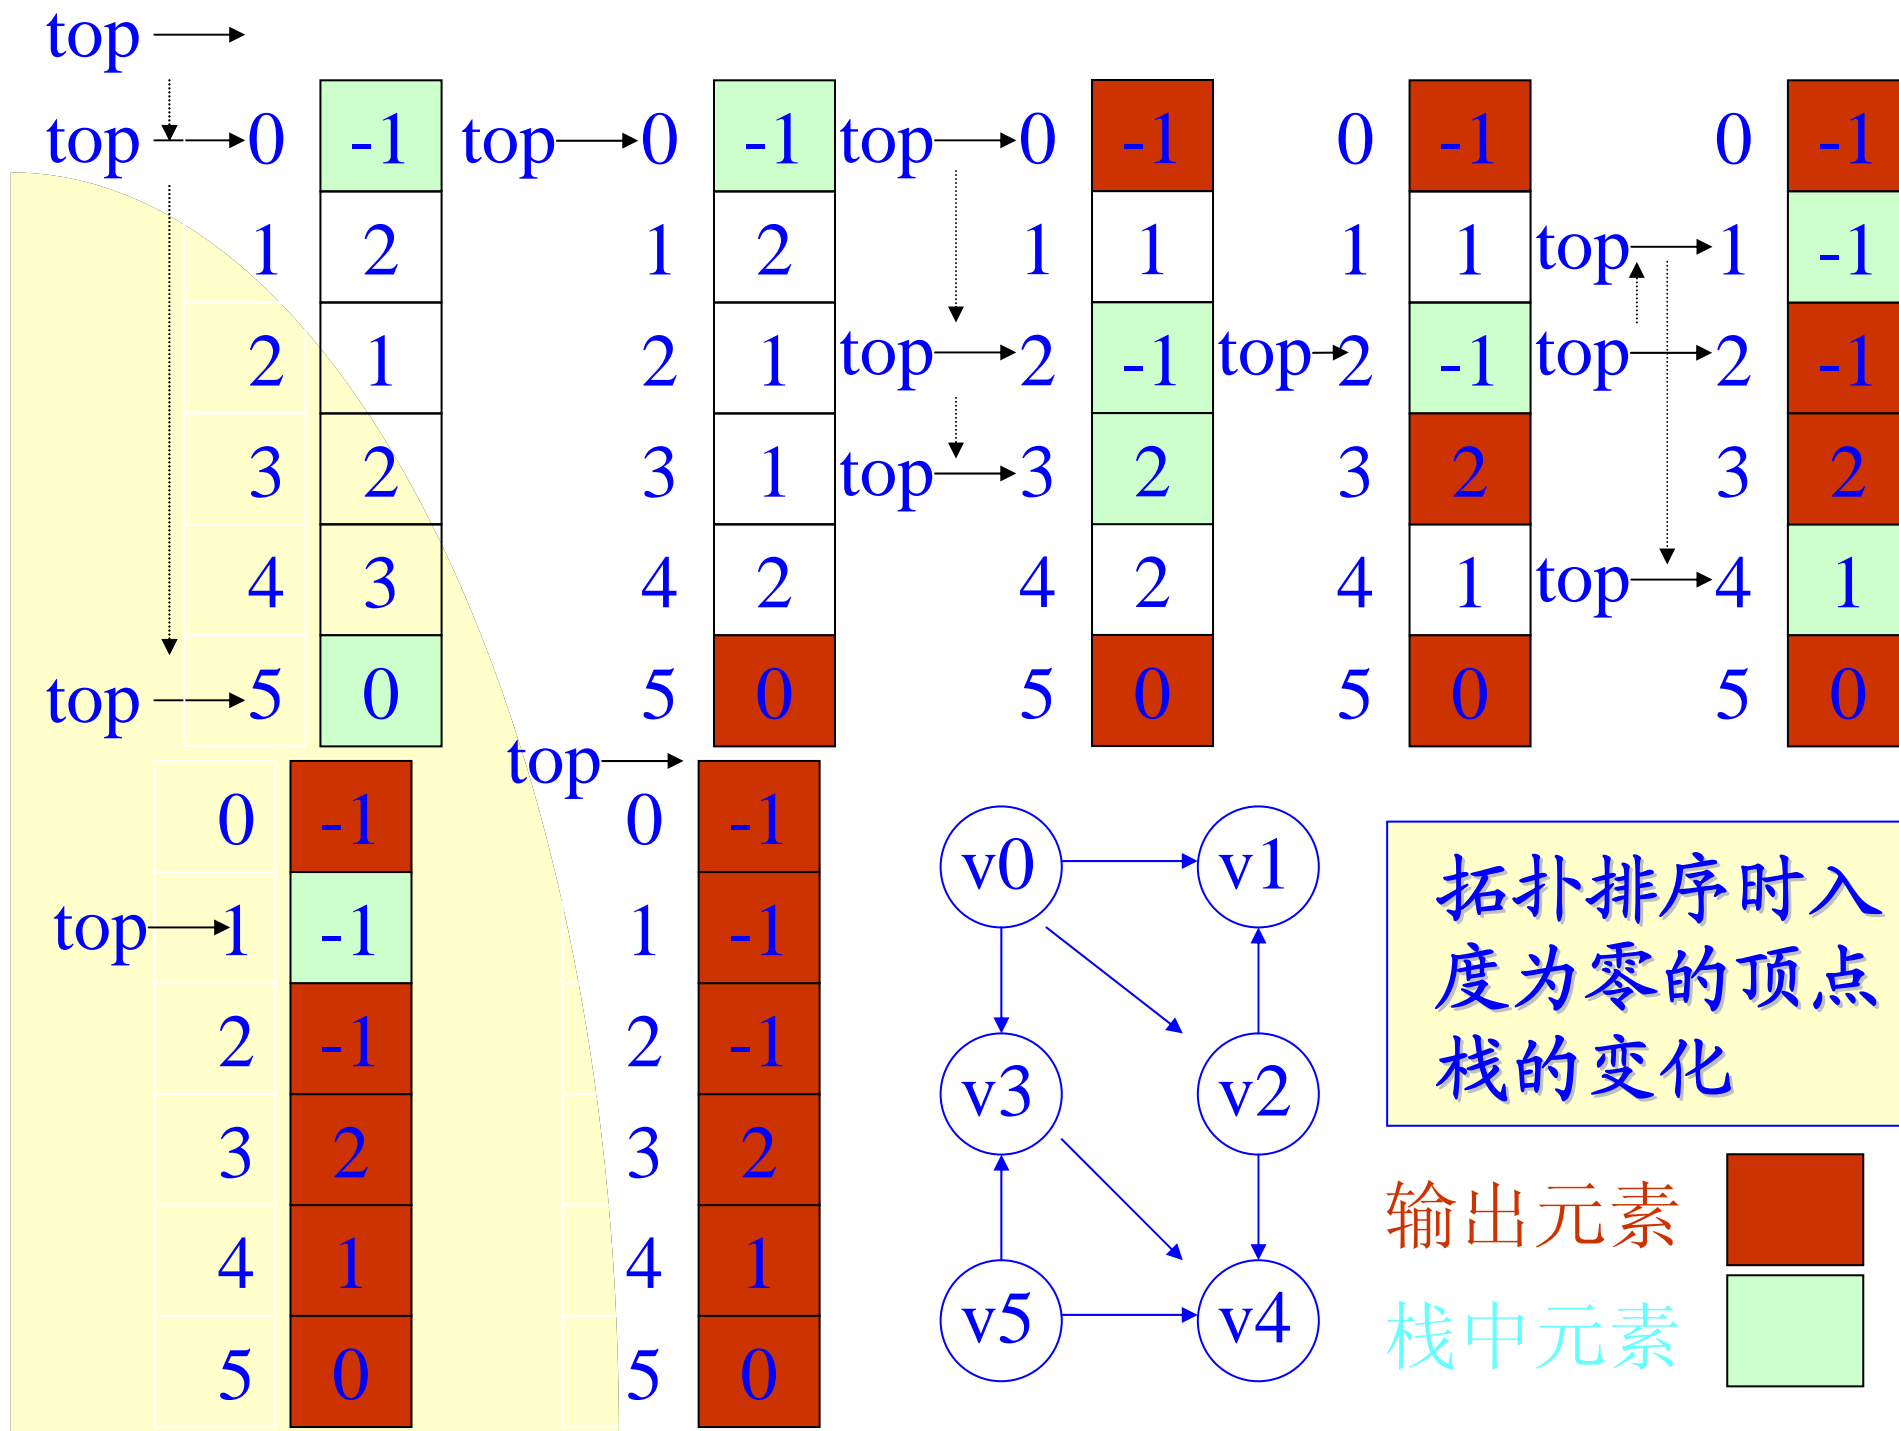 top
top 0 -1 top 0 -1 top 0 -1 0 -1 0 -1
1 2 1 2 1 1 1 1 top 1 -1
2 1 2 1 top 2 -1 top 2 -1 top 2 -1
3 2 3 1 top 3 2 3 2 3 2
4 3 4 2 4 2 4 1 top 4 1
top 5 0 5 0 5 0 5 0 5 0
top
0 -1 0 -1
top 1 -1 1 -1
2 -1 2 -1
3 2 3 2
4 1 4 1
5 0 5 0
v0 v1
v3 v2
v5 v4
拓扑排序时入
度为零的顶点
栈的变化
输出元素
栈中元素